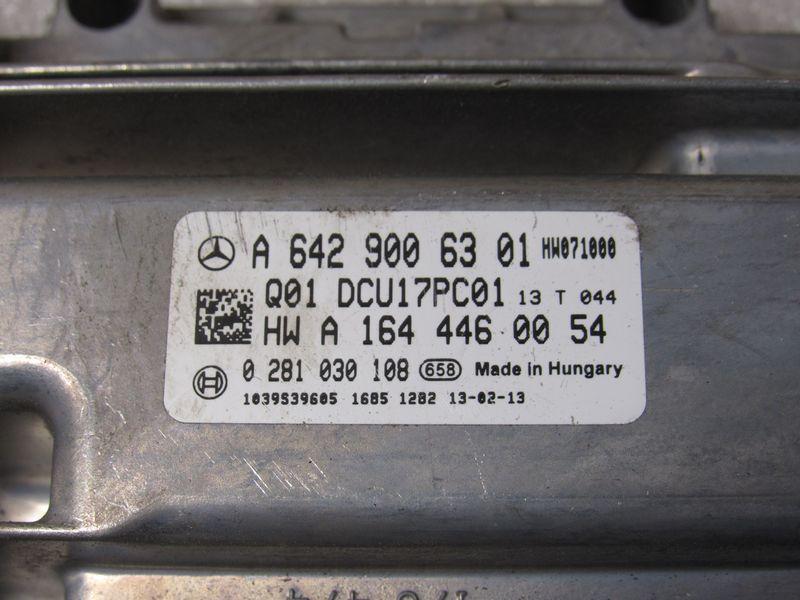 A 642 900 63 01 HW071000
Q01 DCU17PC01 13 T 044
HW A 164 446 00 54
0 281 030 108 658 Made in Hungary
1039S39605 1685 1282 13-02-13